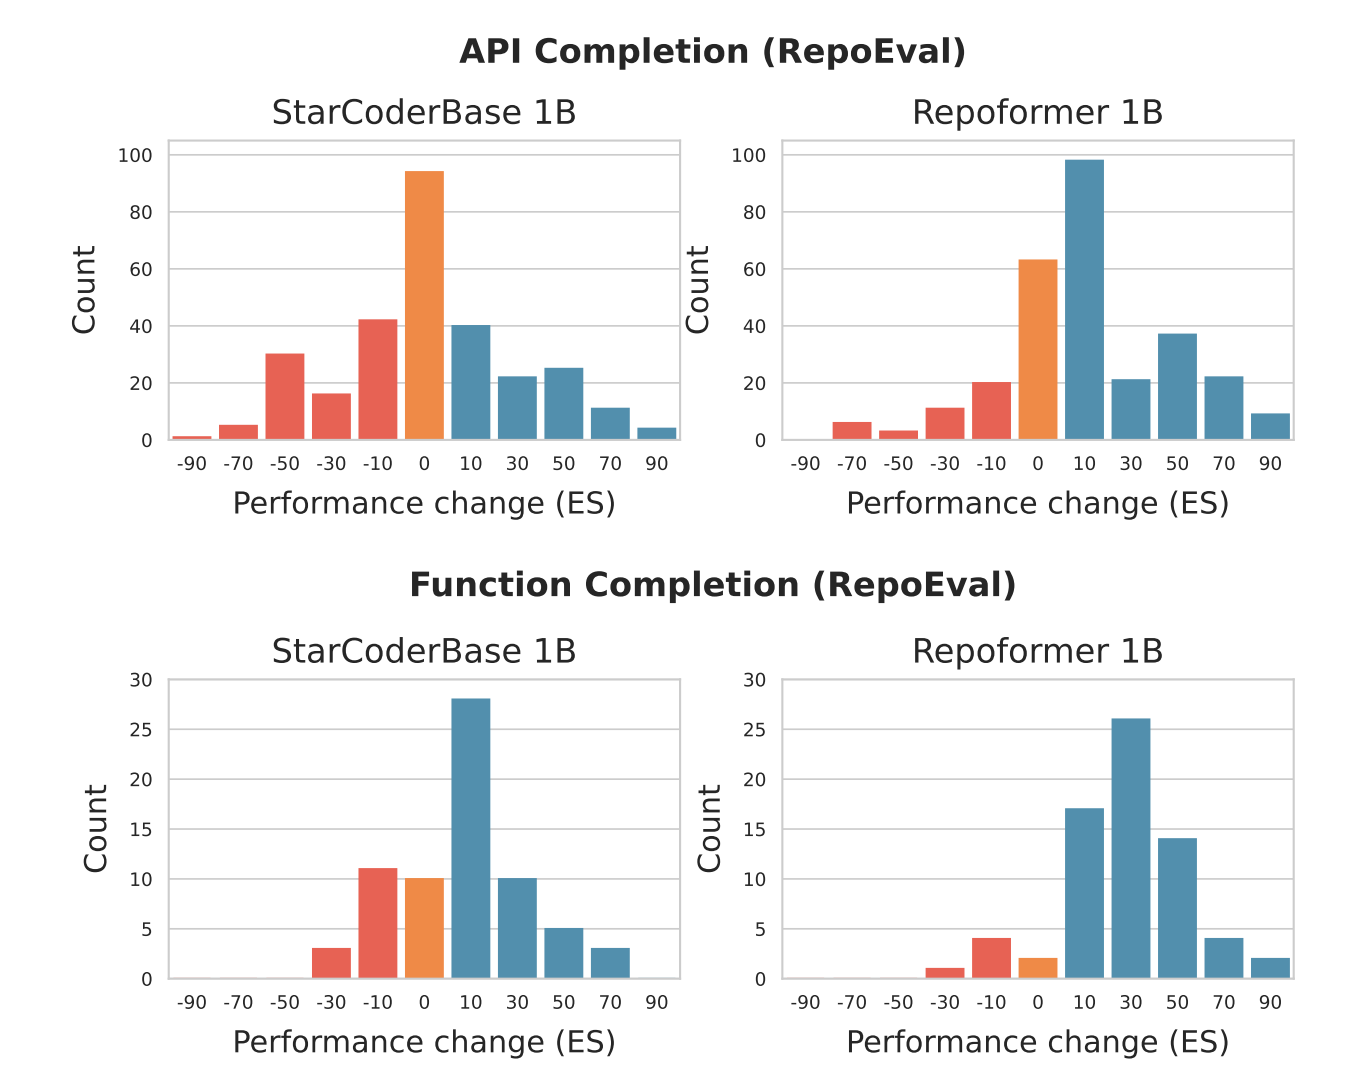 API Completion (RepoEval)
StarCoderBase 1B
Repoformer 1B
100
80
60
40
20
0
Count
-90 -70 -50 -30 -10 0 10 30 50 70 90
Performance change (ES)
100
80
60
40
20
0
Count
-90 -70 -50 -30 -10 0 10 30 50 70 90
Performance change (ES)
Function Completion (RepoEval)
StarCoderBase 1B
Repoformer 1B
30
25
20
15
10
5
0
Count
-90 -70 -50 -30 -10 0 10 30 50 70 90
Performance change (ES)
30
25
20
15
10
5
0
Count
-90 -70 -50 -30 -10 0 10 30 50 70 90
Performance change (ES)